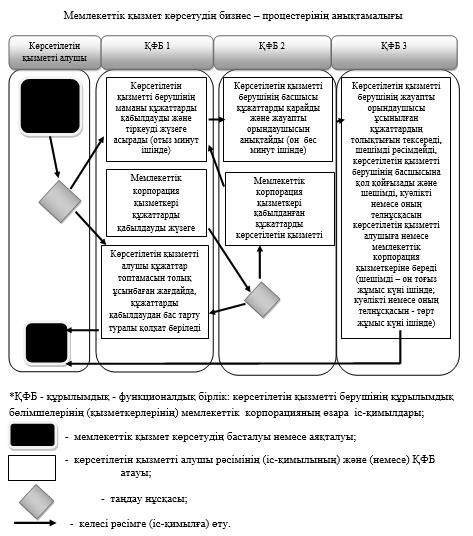 Мемлекеттік қызмет көрсетудің бизнес – процестерінің анықтамалығы
Көрсетілетін
қызметті алушы
ҚФБ 1
ҚФБ 2
ҚФБ 3
Көрсетілетін
қызметті берушінің
маманы құжаттарды
қабылдауды және
тіркеуді жүзеге
асырады (отыз минут
ішінде)
Мемлекеттік
корпорация
қызметкері
құжаттарды
қабылдауды жүзеге
Көрсетілетін қызметті
алушы құжаттар
топтамасын толық
ұсынбаған жағдайда,
құжаттарды
қабылдаудан бас тарту
туралы қолхат беріледі
Көрсетілетін қызметті
берушінің басшысы
құжаттарды қарайды
және жауапты
орындаушысын
анықтайды (он бес
минут ішінде)
Мемлекеттік
корпорация
қызметкері
қабылданған
құжаттарды
көрсетілетін қызметті
Көрсетілетін қызметті
берушінің жауапты
орындаушысы
ұсынылған
құжаттардың
толықтығын тексереді,
шешімді рәсімдейді,
көрсетілетін қызметті
берушінің басшысына
қол қойғызады және
шешімді, куәлікті
немесе оның
телнұсқасын
көрсетілетін қызметті
алушыға немесе
мемлекеттік
корпорация
қызметкеріне береді
(шешімді – он тоғыз
жұмыс күні ішінде;
куәлікті немесе оның
телнұсқасын - төрт
жұмыс күні ішінде)
*ҚФБ - құрылымдық - функционалдық бірлік: көрсетілетін қызметті берушінің құрылымдық
бөлімшелерінің (қызметкерлерінің) мемлекеттік корпорацияның өзара іс-қимылдары;
- мемлекеттік қызмет көрсетудің басталуы немесе аяқталуы;
- көрсетілетін қызметті алушы рәсімінің (іс-қимылының) және (немесе) ҚФБ
атауы;
- таңдау нұсқасы;
- келесі рәсімге (іс-қимылға) өту.